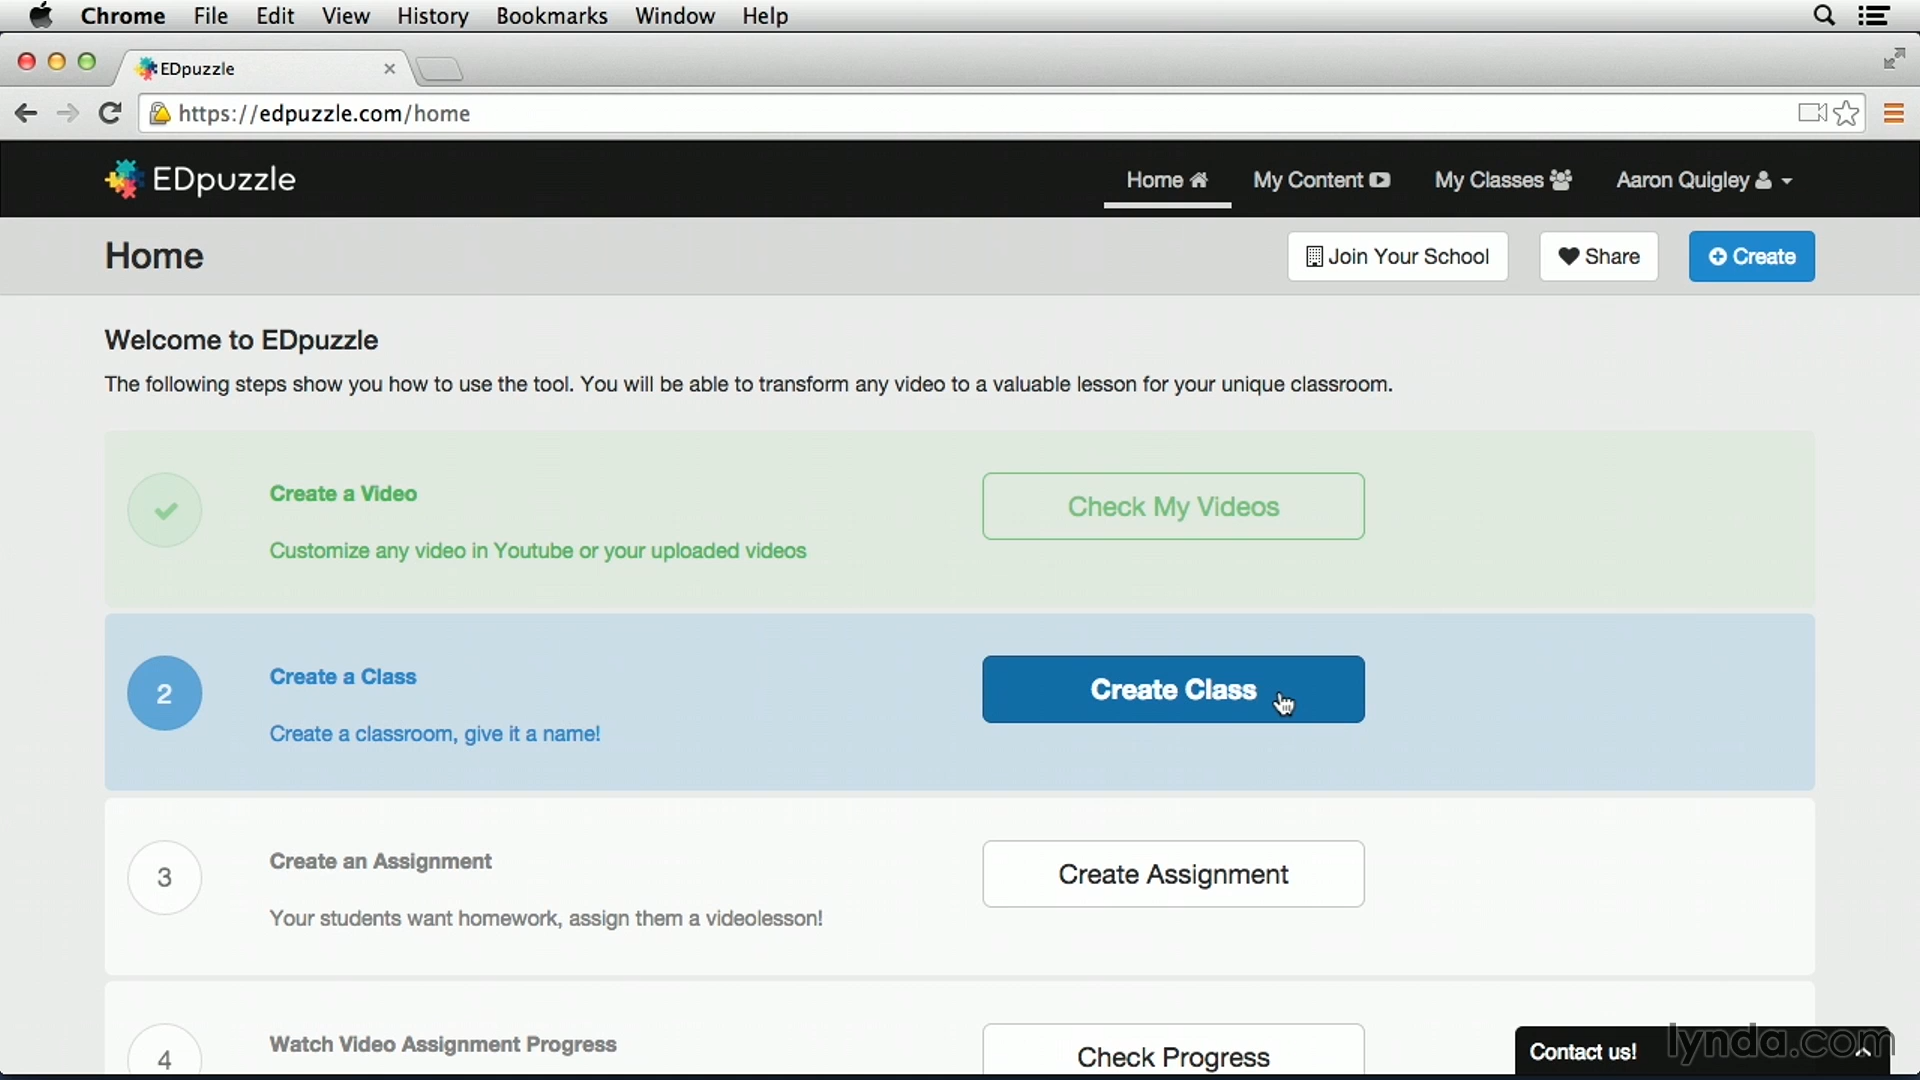 Chrome File Edit View History Bookmarks Window Help
EDpuzzle
https://edpuzzle.com/home
EDpuzzle Home My Content My Classes Aaron Quigley
Home Join Your School Share Create
Welcome to EDpuzzle
The following steps show you how to use the tool. You will be able to transform any video to a valuable lesson for your unique classroom.
Create a Video
Check My Videos
Customize any video in Youtube or your uploaded videos
2
Create a Class
Create Class
Create a classroom, give it a name!
3
Create an Assignment
Create Assignment
Your students want homework, assign them a videolesson!
4
Watch Video Assignment Progress
Check Progress
Contact us!
lynda.com